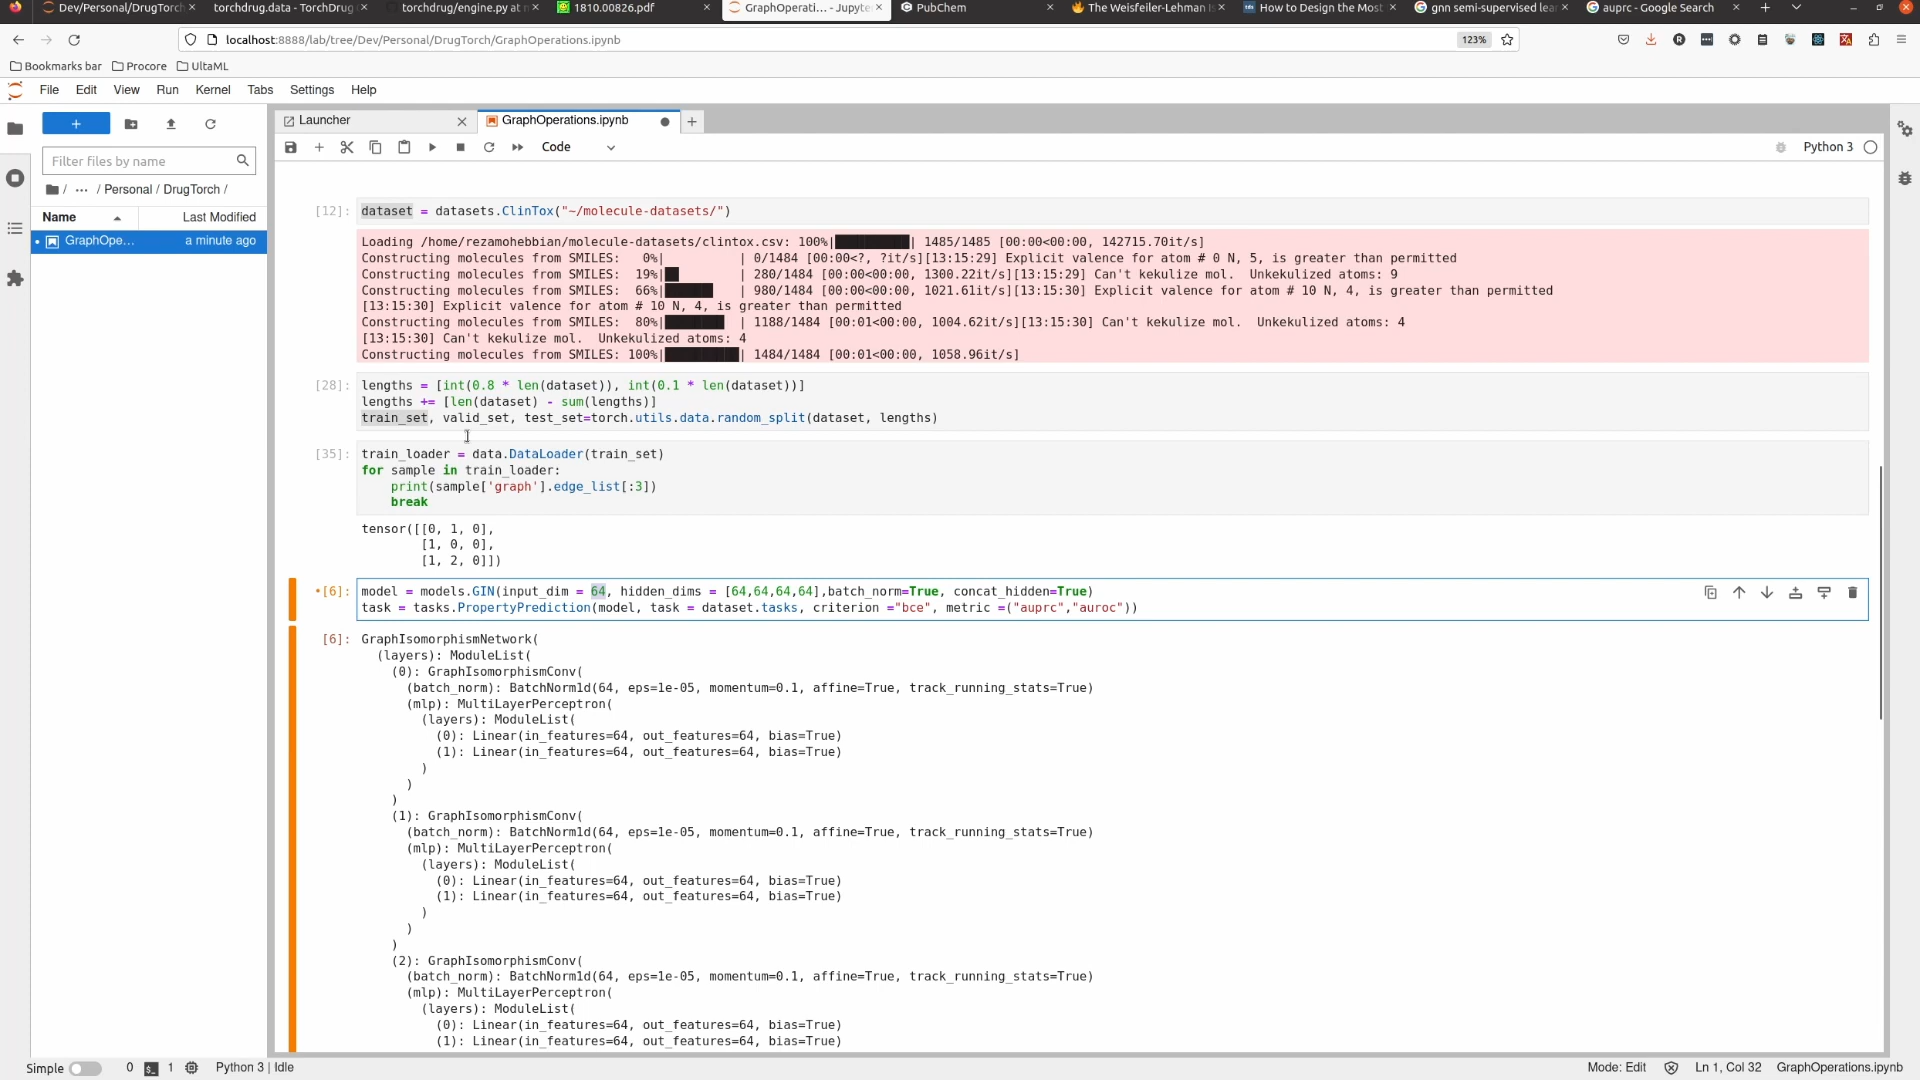 Dev/Personal/DrugTorch
torchdrug.data - TorchDrug
torchdrug/engine.py at
1810.00826.pdf
GraphOperati… - Jupyte
PubChem
The Weisfeiler-Lehman
How to Design the Most
gnn semi-supervised lea
auprc - Google Search
localhost:8888/lab/tree/Dev/Personal/DrugTorch/GraphOperations.ipynb
123%
Bookmarks bar
Procore
UltaML
File
Edit
View
Run
Kernel
Tabs
Settings
Help
Launcher
GraphOperations.ipynb
Filter files by name
/ … / Personal / DrugTorch /
Code
Python 3
Name
Last Modified
GraphOpe…
a minute ago
[12]: dataset = datasets.ClinTox("~/molecule-datasets/")
Loading /home/rezamohebbian/molecule-datasets/clintox.csv: 100%|██████████| 1485/1485 [00:00<00:00, 142715.70it/s]
Constructing molecules from SMILES:   0%|          | 0/1484 [00:00<?, ?it/s][13:15:29] Explicit valence for atom # 0 N, 5, is greater than permitted
Constructing molecules from SMILES:  19%|██        | 280/1484 [00:00<00:00, 1300.22it/s][13:15:29] Can't kekulize mol.  Unkekulized atoms: 9
Constructing molecules from SMILES:  66%|███████   | 980/1484 [00:00<00:00, 1021.61it/s][13:15:30] Explicit valence for atom # 10 N, 4, is greater than permitted
[13:15:30] Explicit valence for atom # 10 N, 4, is greater than permitted
Constructing molecules from SMILES:  80%|████████  | 1188/1484 [00:01<00:00, 1004.62it/s][13:15:30] Can't kekulize mol.  Unkekulized atoms: 4
[13:15:30] Can't kekulize mol.  Unkekulized atoms: 4
Constructing molecules from SMILES: 100%|██████████| 1484/1484 [00:01<00:00, 1058.96it/s]
[28]: lengths = [int(0.8 * len(dataset)), int(0.1 * len(dataset))]
lengths += [len(dataset) - sum(lengths)]
train_set, valid_set, test_set=torch.utils.data.random_split(dataset, lengths)
[35]: train_loader = data.DataLoader(train_set)
for sample in train_loader:
    print(sample['graph'].edge_list[:3])
    break
tensor([[0, 1, 0],
        [1, 0, 0],
        [1, 2, 0]])
•[6]: model = models.GIN(input_dim = 64, hidden_dims = [64,64,64,64],batch_norm=True, concat_hidden=True)
task = tasks.PropertyPrediction(model, task = dataset.tasks, criterion ="bce", metric =("auprc","auroc"))
[6]: GraphIsomorphismNetwork(
  (layers): ModuleList(
    (0): GraphIsomorphismConv(
      (batch_norm): BatchNorm1d(64, eps=1e-05, momentum=0.1, affine=True, track_running_stats=True)
      (mlp): MultiLayerPerceptron(
        (layers): ModuleList(
          (0): Linear(in_features=64, out_features=64, bias=True)
          (1): Linear(in_features=64, out_features=64, bias=True)
        )
      )
    )
    (1): GraphIsomorphismConv(
      (batch_norm): BatchNorm1d(64, eps=1e-05, momentum=0.1, affine=True, track_running_stats=True)
      (mlp): MultiLayerPerceptron(
        (layers): ModuleList(
          (0): Linear(in_features=64, out_features=64, bias=True)
          (1): Linear(in_features=64, out_features=64, bias=True)
        )
      )
    )
    (2): GraphIsomorphismConv(
      (batch_norm): BatchNorm1d(64, eps=1e-05, momentum=0.1, affine=True, track_running_stats=True)
      (mlp): MultiLayerPerceptron(
        (layers): ModuleList(
          (0): Linear(in_features=64, out_features=64, bias=True)
          (1): Linear(in_features=64, out_features=64, bias=True)
Simple
0
1
Python 3 | Idle
Mode: Edit
Ln 1, Col 32
GraphOperations.ipynb